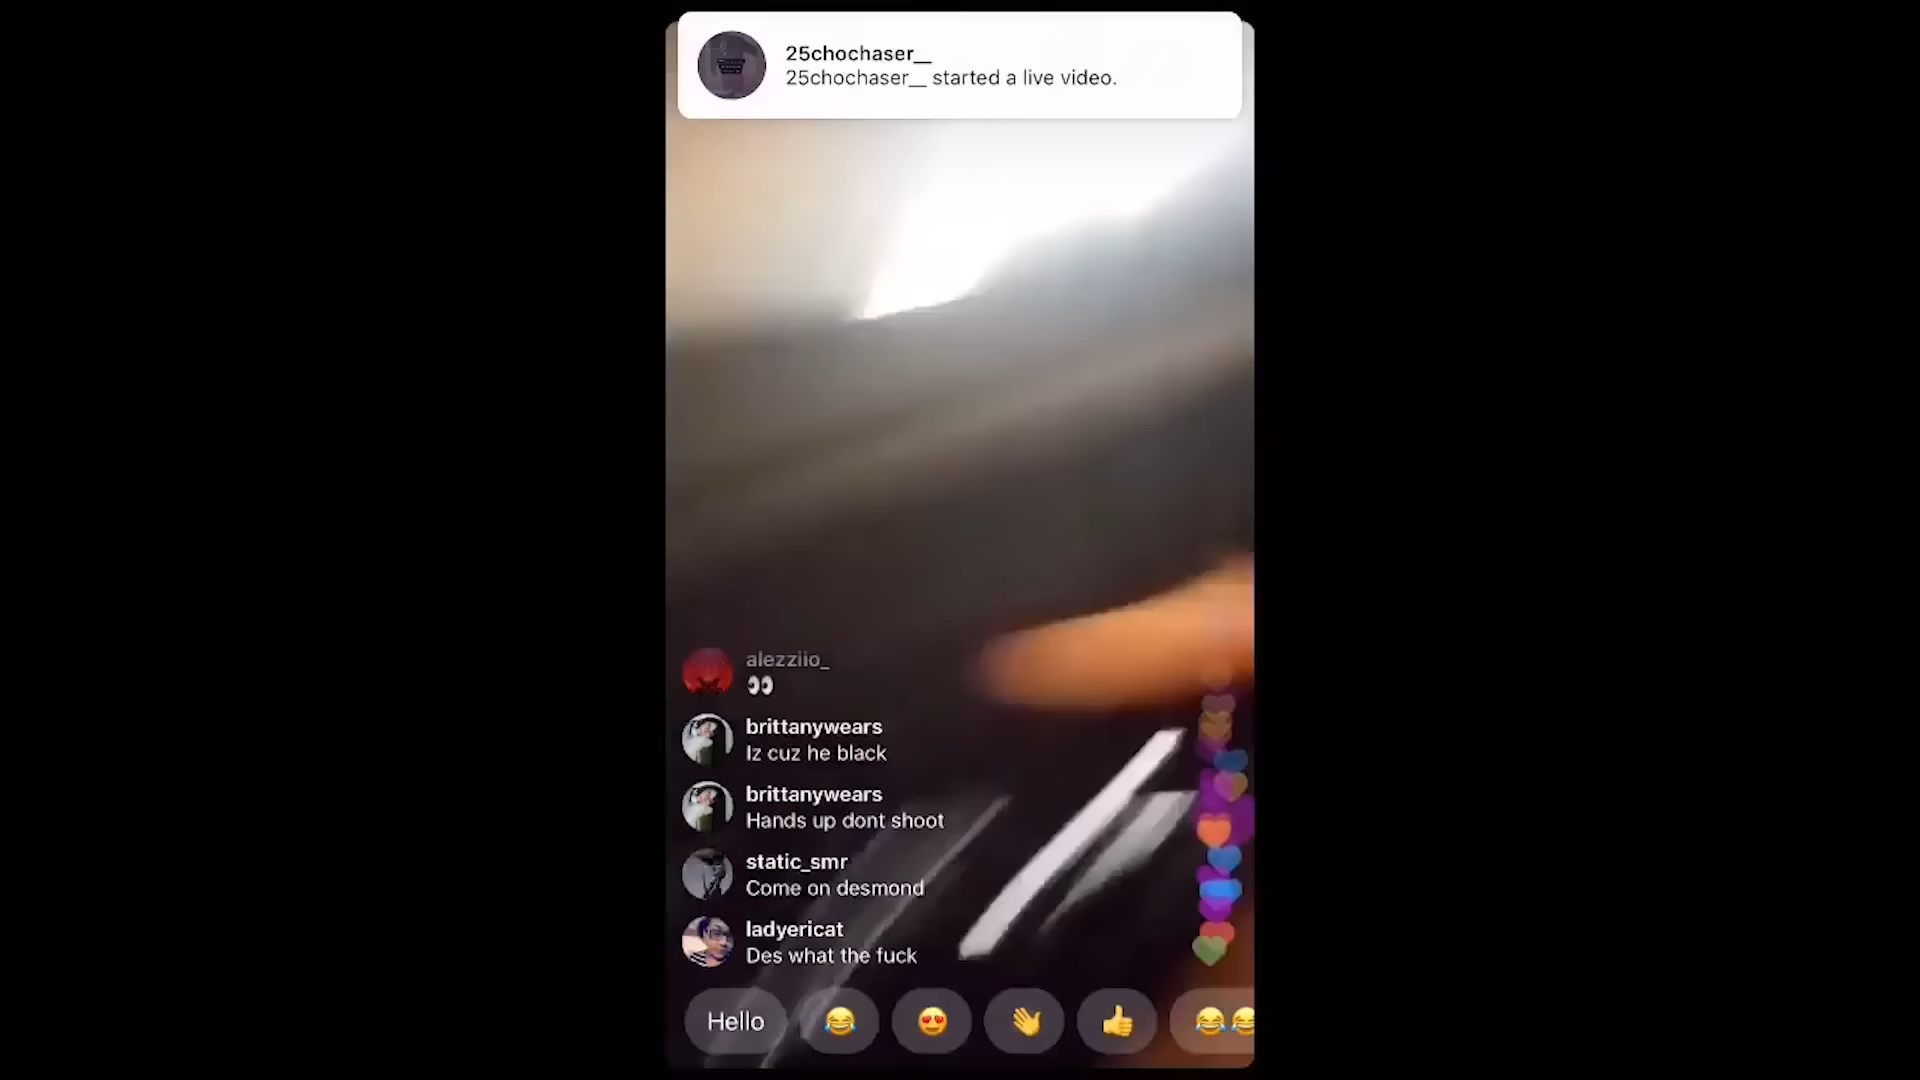 25chochaser__
25chochaser__ started a live video.
alezziio_
👀
brittanywears
Iz cuz he black
brittanywears
Hands up dont shoot
static_smr
Come on desmond
ladyericat
Des what the fuck
Hello 😂 😍 👋 👍 😂😂